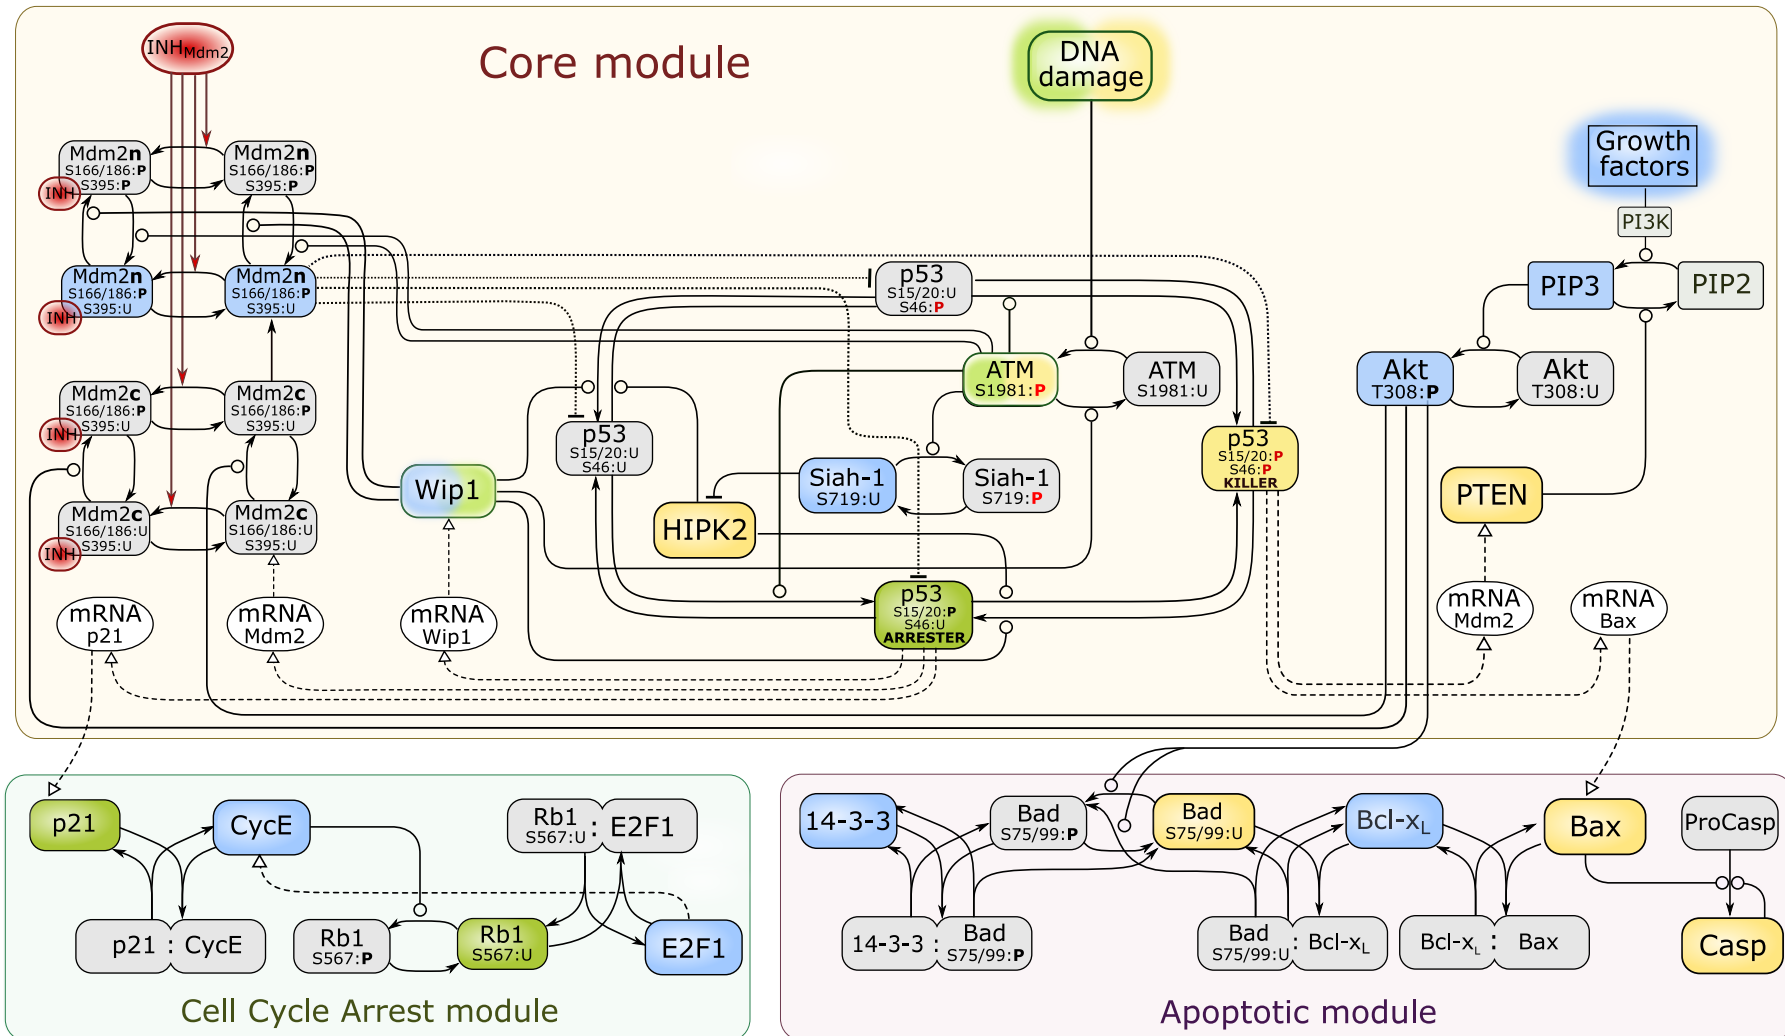 Core module
INH Mdm2
DNA
damage
Growth
factors
PI3K
PIP3
PIP2
Mdm2n
S166/186:P
S395:P
INH
Mdm2n
S166/186:P
S395:P
Mdm2n
S166/186:P
S395:U
INH
Mdm2n
S166/186:P
S395:U
p53
S15/20:U
S46:P
ATM
S1981:P
ATM
S1981:U
Akt
T308:P
Akt
T308:U
Mdm2c
S166/186:P
S395:U
INH
Mdm2c
S166/186:P
S395:U
p53
S15/20:U
S46:U
p53
S15/20:P
S46:P
KILLER
Wip1
Siah-1
S719:U
Siah-1
S719:P
PTEN
Mdm2c
S166/186:U
S395:U
INH
Mdm2c
S166/186:U
S395:U
HIPK2
p53
S15/20:P
S46:U
ARRESTER
mRNA
p21
mRNA
Mdm2
mRNA
Wip1
mRNA
Mdm2
mRNA
Bax
p21
CycE
Rb1
S567:U
: E2F1
p21 : CycE
Rb1
S567:P
Rb1
S567:U
E2F1
Cell Cycle Arrest module
14-3-3
Bad
S75/99:P
Bad
S75/99:U
Bcl-xL
Bax
ProCasp
14-3-3 : Bad
S75/99:P
Bad
S75/99:U
: Bcl-xL
Bcl-xL : Bax
Casp
Apoptotic module